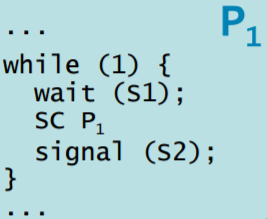 ... P₁
while (1) {
wait (S1);
SC P₁
signal (S2);
}
...